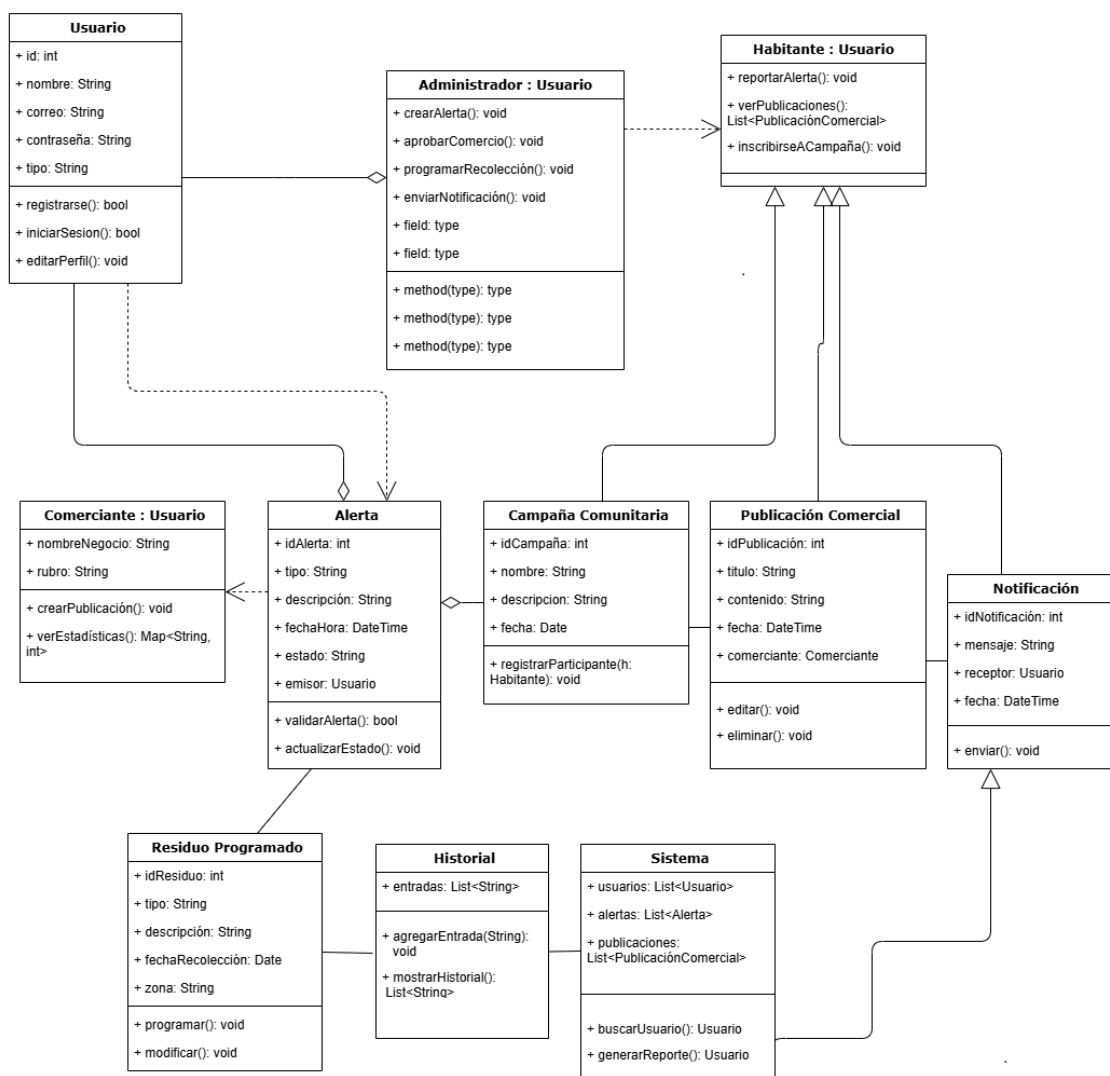 Usuario
+ id: int
+ nombre: String
+ correo: String
+ contraseña: String
+ tipo: String
+ registrarse(): bool
+ iniciarSesion(): bool
+ editarPerfil(): void
Administrador : Usuario
+ crearAlerta(): void
+ aprobarComercio(): void
+ programarRecolección(): void
+ enviarNotificación(): void
+ field: type
+ field: type
+ method(type): type
+ method(type): type
+ method(type): type
Habitante : Usuario
+ reportarAlerta(): void
+ verPublicaciones():
List<PublicaciónComercial>
+ inscribirseACampaña(): void
Comerciante : Usuario
+ nombreNegocio: String
+ rubro: String
+ crearPublicación(): void
+ verEstadísticas(): Map<String,
int>
Alerta
+ idAlerta: int
+ tipo: String
+ descripción: String
+ fechaHora: DateTime
+ estado: String
+ emisor: Usuario
+ validarAlerta(): bool
+ actualizarEstado(): void
Campaña Comunitaria
+ idCampaña: int
+ nombre: String
+ descripcion: String
+ fecha: Date
+ registrarParticipante(h:
Habitante): void
Publicación Comercial
+ idPublicación: int
+ titulo: String
+ contenido: String
+ fecha: DateTime
+ comerciante: Comerciante
+ editar(): void
+ eliminar(): void
Notificación
+ idNotificación: int
+ mensaje: String
+ receptor: Usuario
+ fecha: DateTime
+ enviar(): void
Residuo Programado
+ idResiduo: int
+ tipo: String
+ descripción: String
+ fechaRecolección: Date
+ zona: String
+ programar(): void
+ modificar(): void
Historial
+ entradas: List<String>
+ agregarEntrada(String):
void
+ mostrarHistorial():
List<String>
Sistema
+ usuarios: List<Usuario>
+ alertas: List<Alerta>
+ publicaciones:
List<PublicaciónComercial>
+ buscarUsuario(): Usuario
+ generarReporte(): Usuario